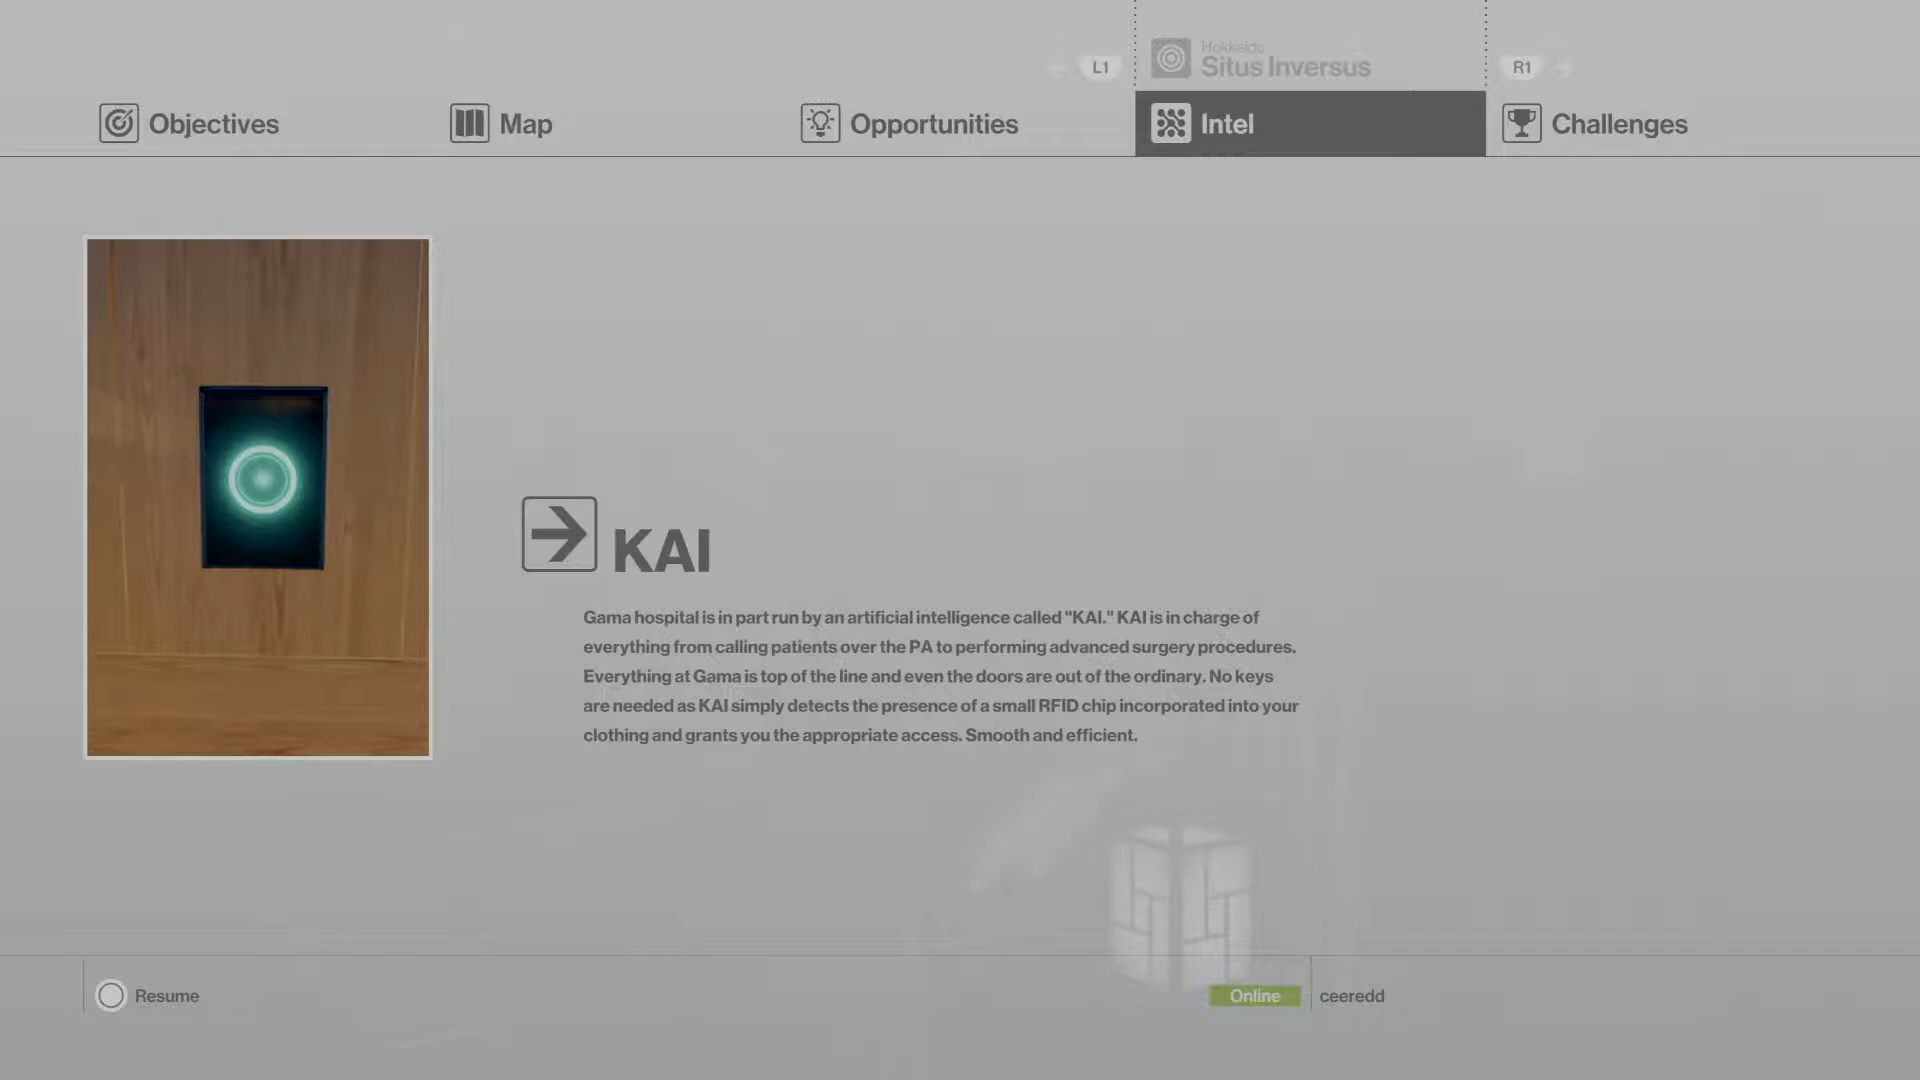 Hokkaido
Situs Inversus
L1
R1
Objectives
Map
Opportunities
Intel
Challenges
KAI
Gama hospital is in part run by an artificial intelligence called "KAI." KAI is in charge of
everything from calling patients over the PA to performing advanced surgery procedures.
Everything at Gama is top of the line and even the doors are out of the ordinary. No keys
are needed as KAI simply detects the presence of a small RFID chip incorporated into your
clothing and grants you the appropriate access. Smooth and efficient.
Resume
Online
ceeredd